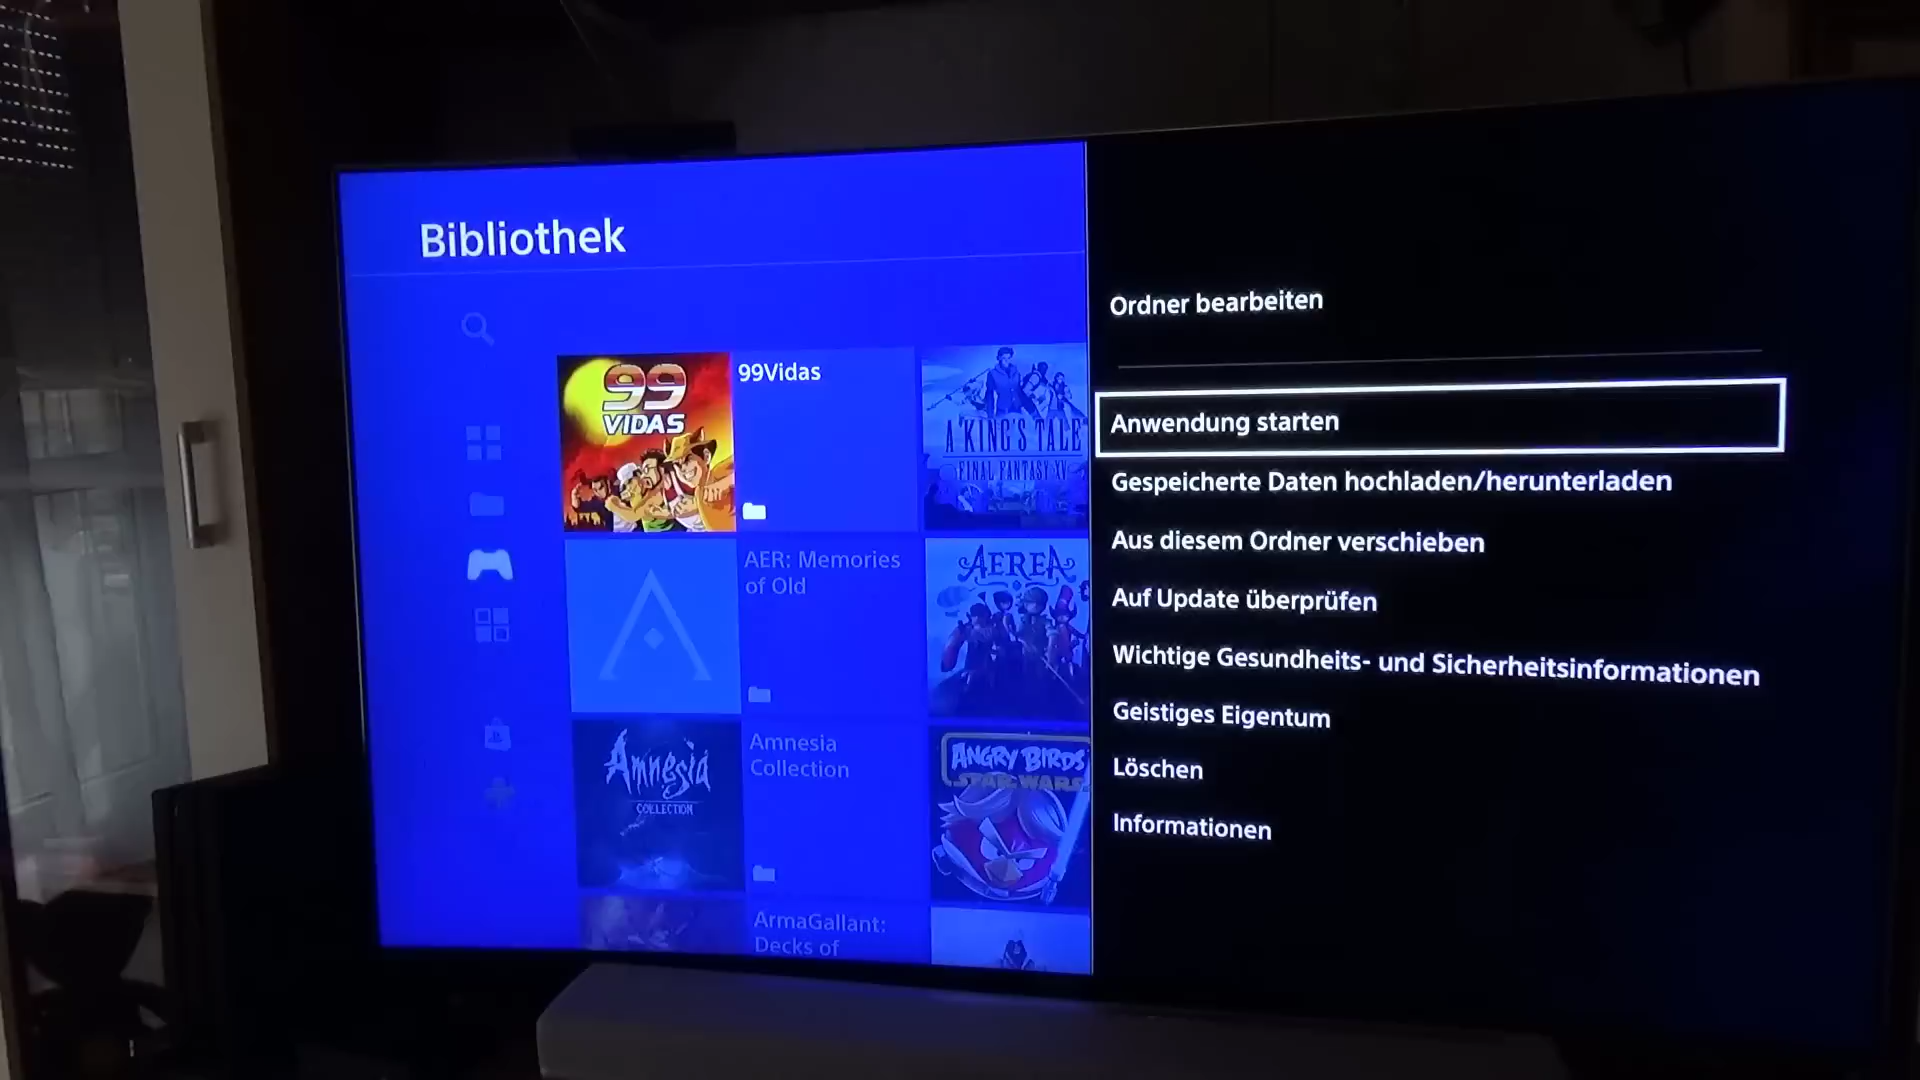 Bibliothek
99
VIDAS
99Vidas
A KING'S TALE
FINAL FANTASY XV
AER: Memories
of Old
AEREA
Amnesia
COLLECTION
Amnesia
Collection
ANGRY BIRDS
STAR WARS
ArmaGallant:
Decks of
Ordner bearbeiten
Anwendung starten
Gespeicherte Daten hochladen/herunterladen
Aus diesem Ordner verschieben
Auf Update überprüfen
Wichtige Gesundheits- und Sicherheitsinformationen
Geistiges Eigentum
Löschen
Informationen